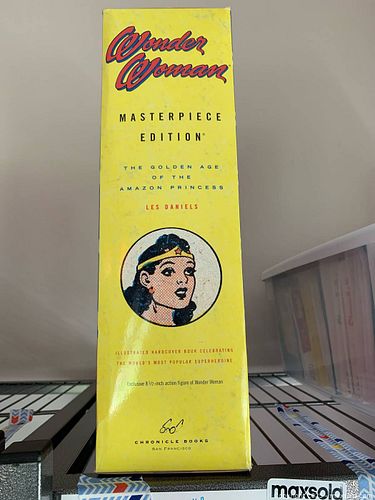 Wonder
Woman
MASTERPIECE
EDITION
THE GOLDEN AGE
OF THE
AMAZON PRINCESS
LES DANIELS
ILLUSTRATED HARDCOVER BOOK CELEBRATING
THE WORLD'S MOST POPULAR SUPERHEROINE
Exclusive 8 ½-inch action figure of Wonder Woman
CHRONICLE BOOKS
SAN FRANCISCO
maxsola